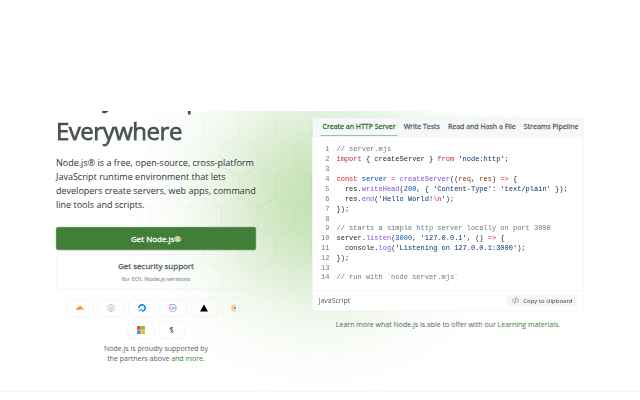 Everywhere
Node.js® is a free, open-source, cross-platform
JavaScript runtime environment that lets
developers create servers, web apps, command
line tools and scripts.
Get Node.js®
Get security support
for EOL Node.js versions
Node.js is proudly supported by
the partners above and more.
Create an HTTP Server Write Tests Read and Hash a File Streams Pipeline
1 // server.mjs
2 import { createServer } from 'node:http';
3
4 const server = createServer((req, res) => {
5 res.writeHead(200, { 'Content-Type': 'text/plain' });
6 res.end('Hello World!\n');
7 });
8
9 // starts a simple http server locally on port 3000
10 server.listen(3000, '127.0.0.1', () => {
11 console.log('Listening on 127.0.0.1:3000');
12 });
13
14 // run with `node server.mjs`
JavaScript
Copy to clipboard
Learn more what Node.js is able to offer with our Learning materials.